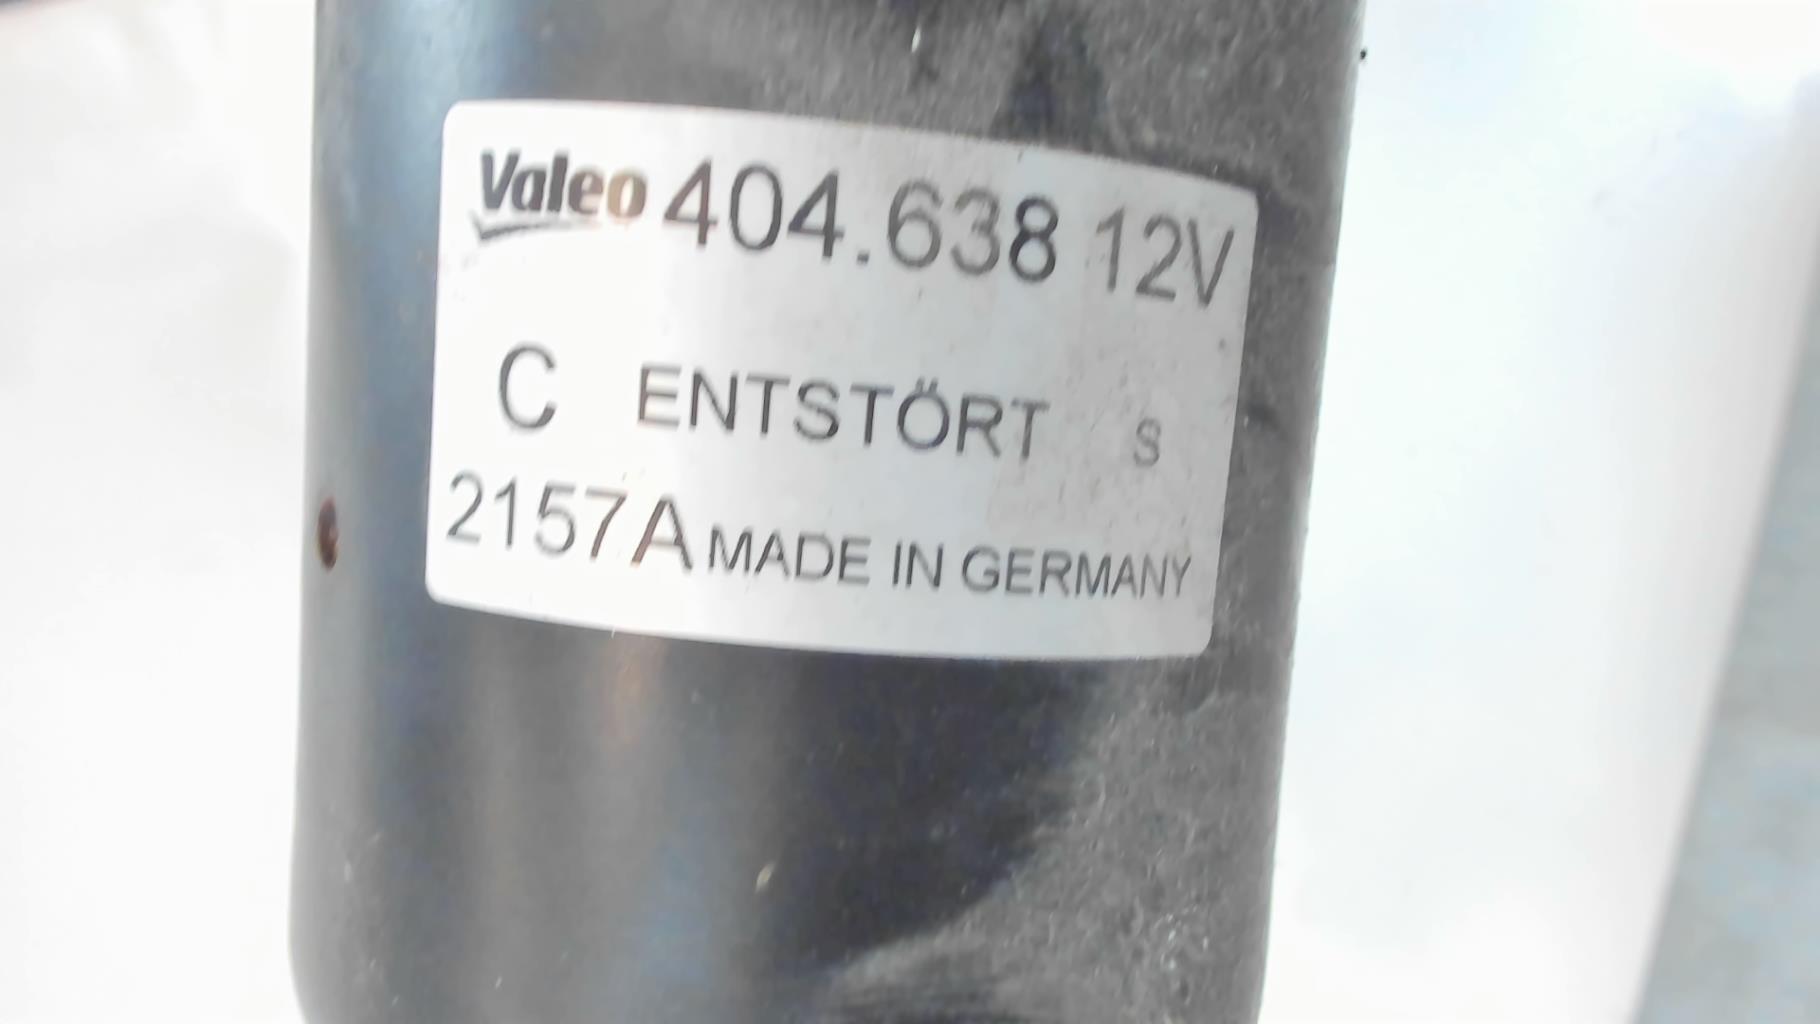 Valeo 404.638 12V
C ENTSTÖRT S
2157A MADE IN GERMANY